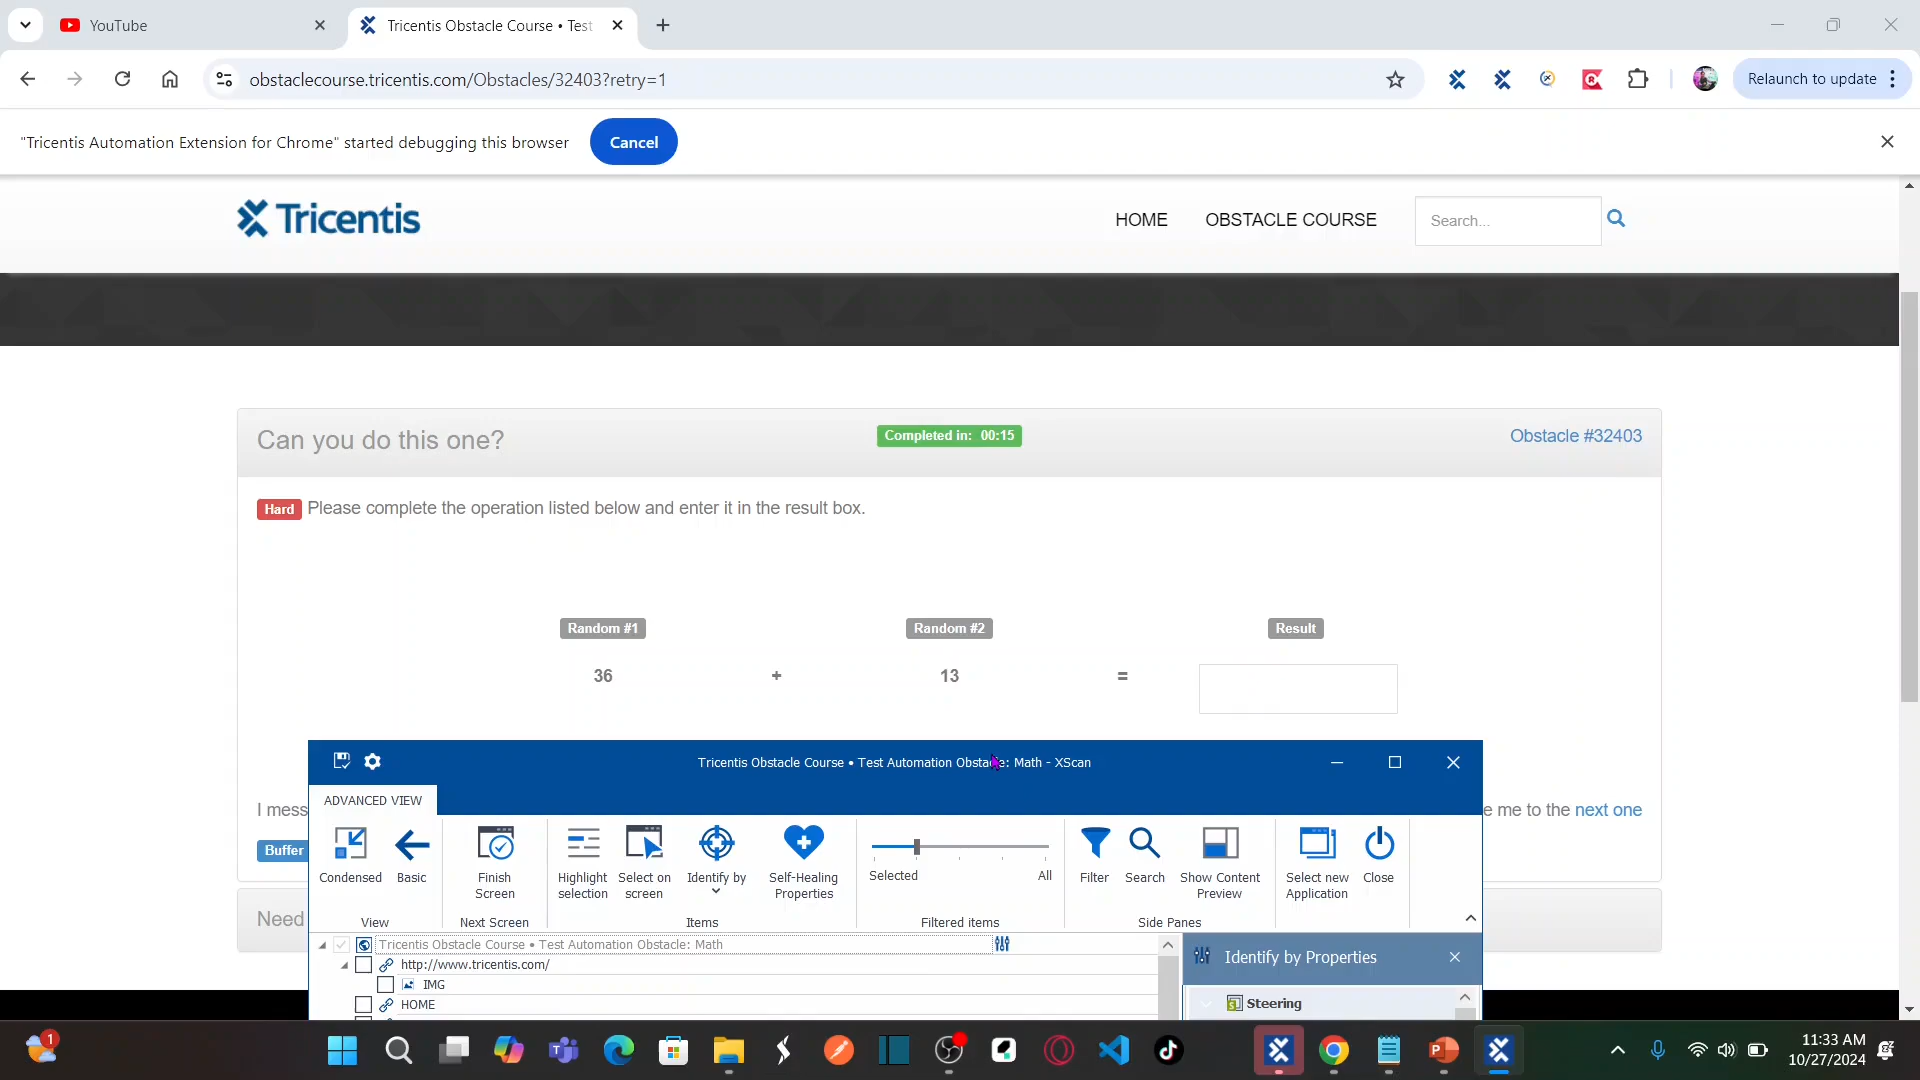 YouTube
Tricentis Obstacle Course • Test
obstaclecourse.tricentis.com/Obstacles/32403?retry=1
Relaunch to update
"Tricentis Automation Extension for Chrome" started debugging this browser
Cancel
Tricentis
HOME
OBSTACLE COURSE
Search...
Can you do this one?
Completed in: 00:15
Obstacle #32403
Hard
Please complete the operation listed below and enter it in the result box.
Random #1
Random #2
Result
36
+
13
=
Tricentis Obstacle Course • Test Automation Obstacle: Math - XScan
ADVANCED VIEW
I mess
e me to the next one
Buffer
Condensed
Basic
Finish
Screen
Highlight
selection
Select on
screen
Identify by
Self-Healing
Properties
Selected
All
Filter
Search
Show Content
Preview
Select new
Application
Close
View
Next Screen
Items
Filtered items
Side Panes
Need
Tricentis Obstacle Course • Test Automation Obstacle: Math
http://www.tricentis.com/
IMG
HOME
Identify by Properties
Steering
1
11:33 AM
10/27/2024